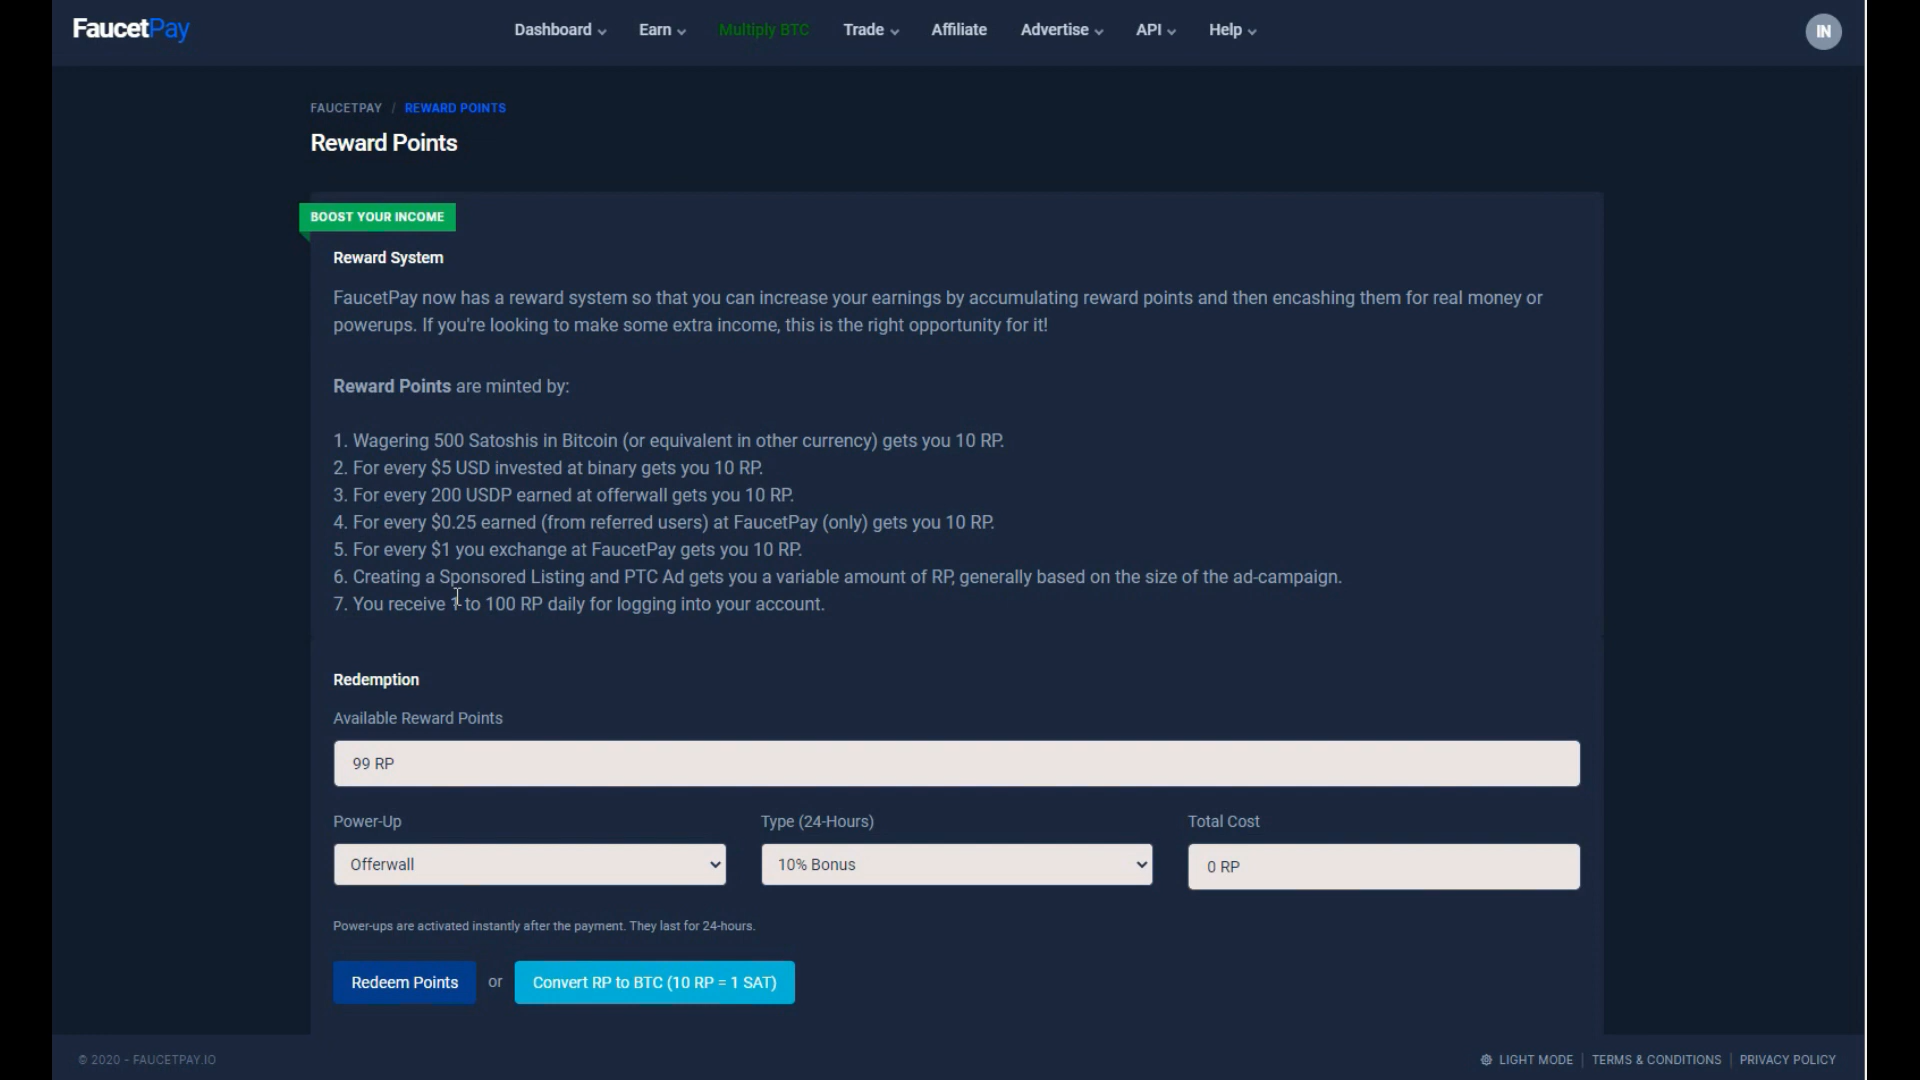 FaucetPay
Dashboard
Earn
Multiply BTC
Trade
Affiliate
Advertise
API
Help
IN
FAUCETPAY / REWARD POINTS
Reward Points
BOOST YOUR INCOME
Reward System
FaucetPay now has a reward system so that you can increase your earnings by accumulating reward points and then encashing them for real money or
powerups. If you're looking to make some extra income, this is the right opportunity for it!
Reward Points are minted by:
1. Wagering 500 Satoshis in Bitcoin (or equivalent in other currency) gets you 10 RP.
2. For every $5 USD invested at binary gets you 10 RP.
3. For every 200 USDP earned at offerwall gets you 10 RP.
4. For every $0.25 earned (from referred users) at FaucetPay (only) gets you 10 RP.
5. For every $1 you exchange at FaucetPay gets you 10 RP.
6. Creating a Sponsored Listing and PTC Ad gets you a variable amount of RP, generally based on the size of the ad-campaign.
7. You receive 1 to 100 RP daily for logging into your account.
Redemption
Available Reward Points
99 RP
Power-Up
Type (24-Hours)
Total Cost
Offerwall
10% Bonus
0 RP
Power-ups are activated instantly after the payment. They last for 24-hours.
Redeem Points
or
Convert RP to BTC (10 RP = 1 SAT)
© 2020 - FAUCETPAY.IO
LIGHT MODE | TERMS & CONDITIONS | PRIVACY POLICY